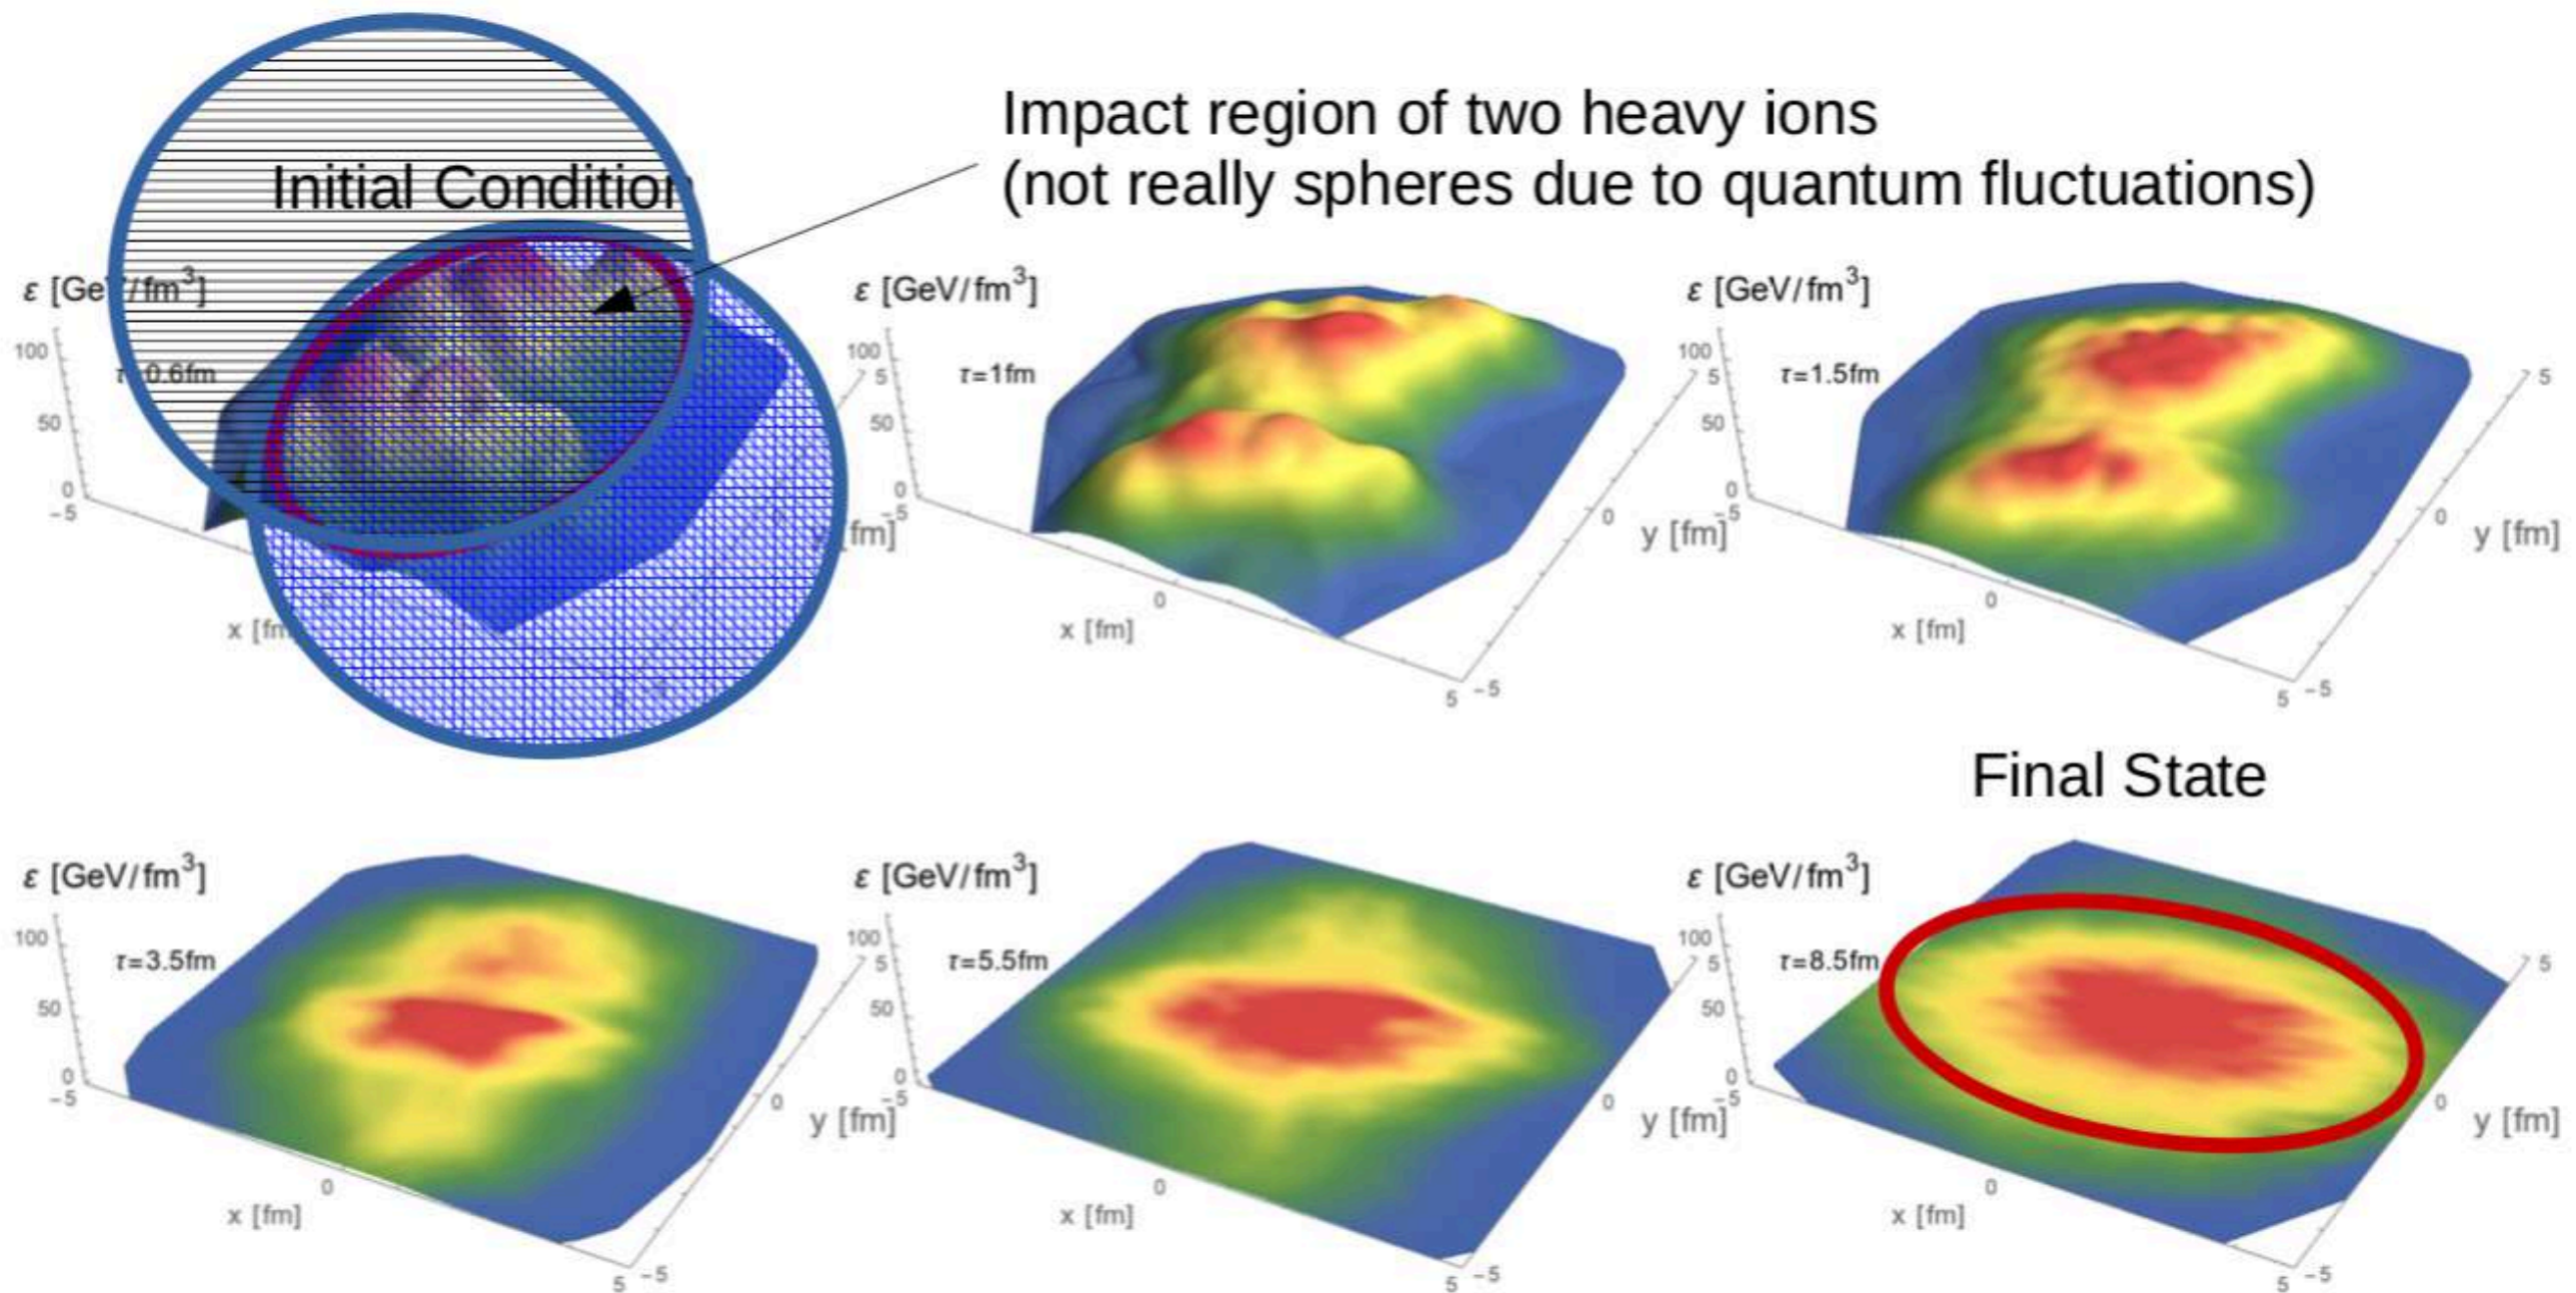 Impact region of two heavy ions
(not really spheres due to quantum fluctuations)
Initial Condition
ε [GeV/fm³]
100
50
0
-5
τ 0.6fm
x [fm
fm]
5
ε [GeV/fm³]
100
50
0
-5
τ=1fm
0
x [fm]
5
-5
0
5
y [fm]
ε [GeV/fm³]
100
50
0
-5
τ=1.5fm
0
x [fm]
5
-5
0
5
y [fm]
Final State
ε [GeV/fm³]
100
50
0
-5
τ=3.5fm
0
x [fm]
5
-5
0
5
y [fm]
ε [GeV/fm³]
100
50
0
-5
τ=5.5fm
0
x [fm]
5
-5
0
5
y [fm]
ε [GeV/fm³]
100
50
0
-5
τ=8.5fm
0
x [fm]
5
-5
0
5
y [fm]